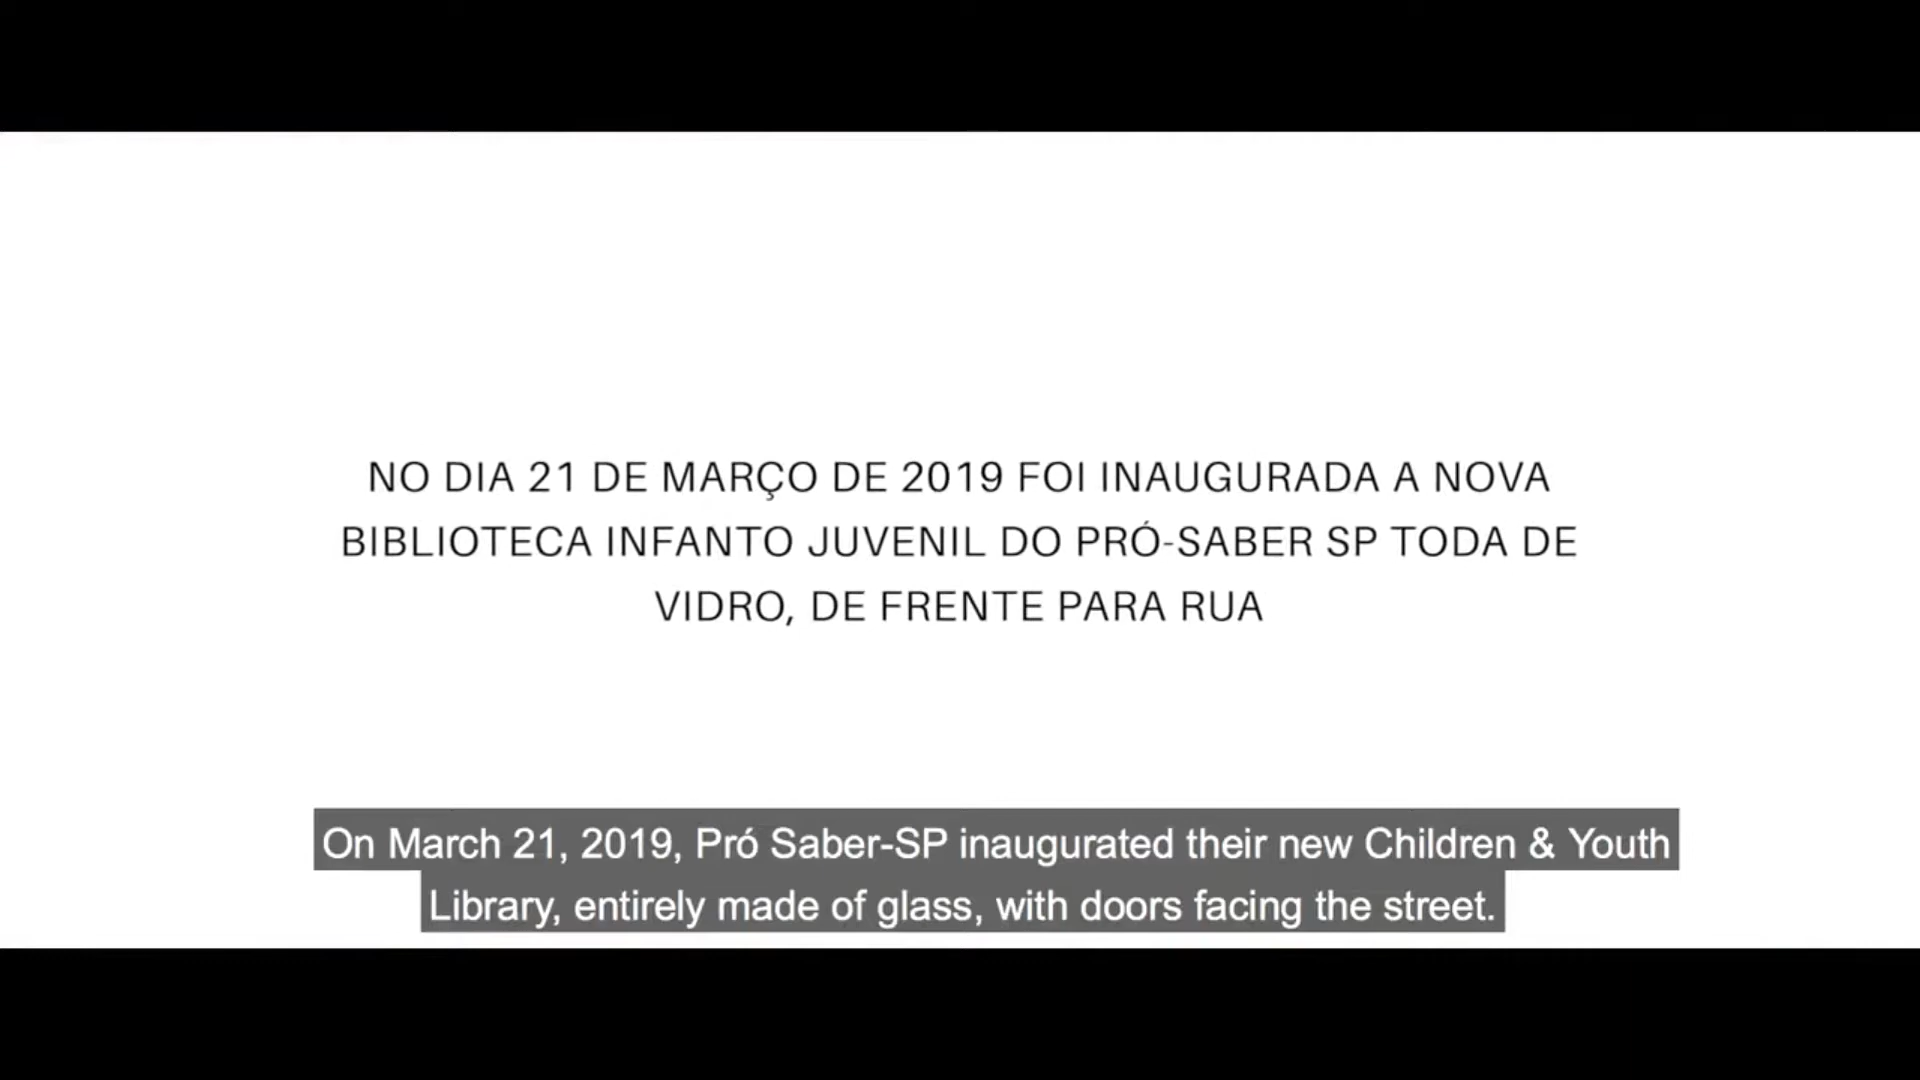 NO DIA 21 DE MARÇO DE 2019 FOI INAUGURADA A NOVA
BIBLIOTECA INFANTO JUVENIL DO PRÓ-SABER SP TODA DE
VIDRO, DE FRENTE PARA RUA
On March 21, 2019, Pró Saber-SP inaugurated their new Children & Youth
Library, entirely made of glass, with doors facing the street.